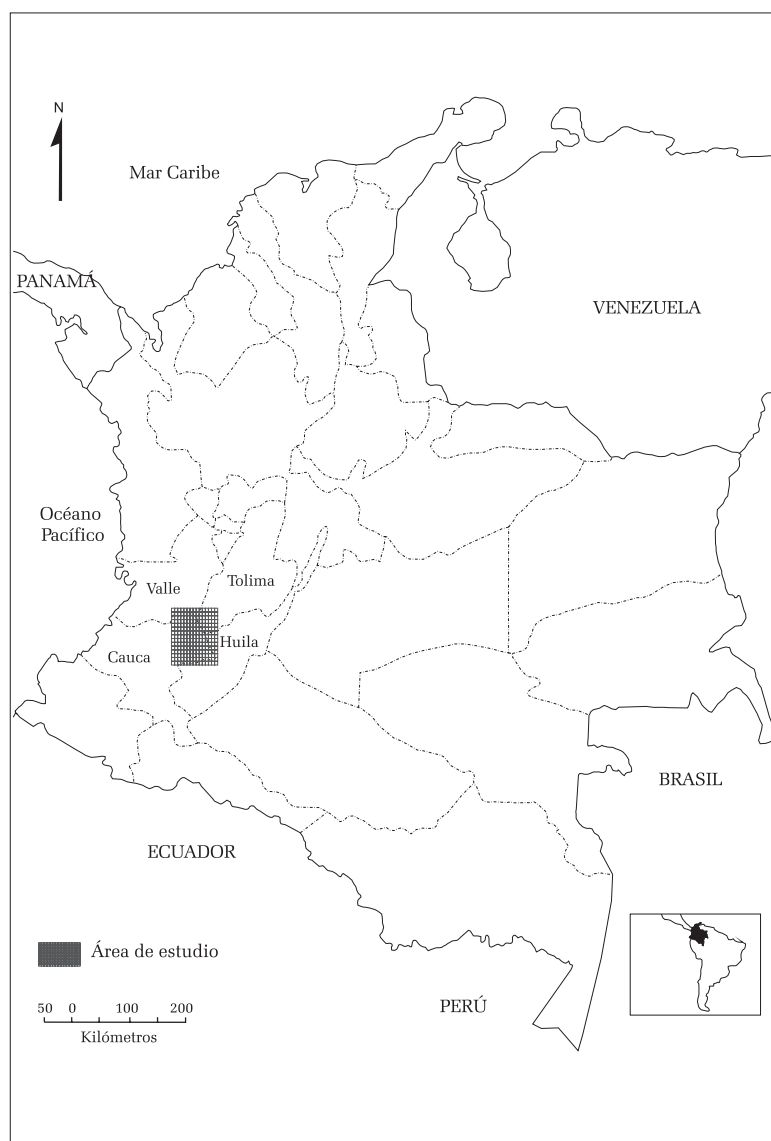 N
Mar Caribe
PANAMÁ
VENEZUELA
Océano
Pacífico
Valle
Tolima
Huila
Cauca
BRASIL
ECUADOR
Área de estudio
PERÚ
50 0 100 200
Kilómetros